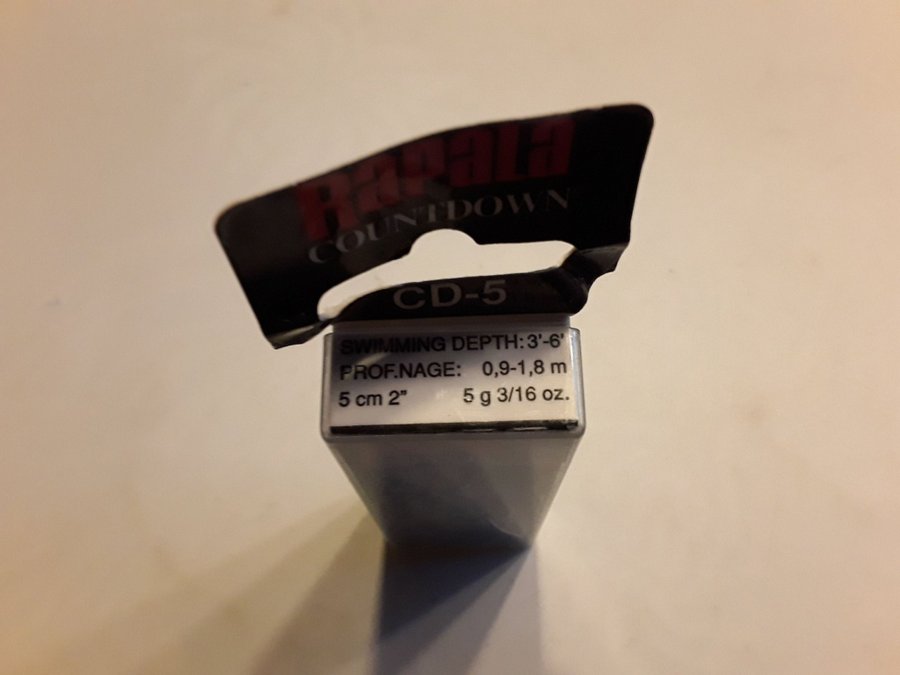 Rapala
COUNTDOWN
CD-5
SWIMMING DEPTH: 3'-6'
PROF.NAGE: 0,9-1,8 m
5 cm 2" 5 g 3/16 oz.